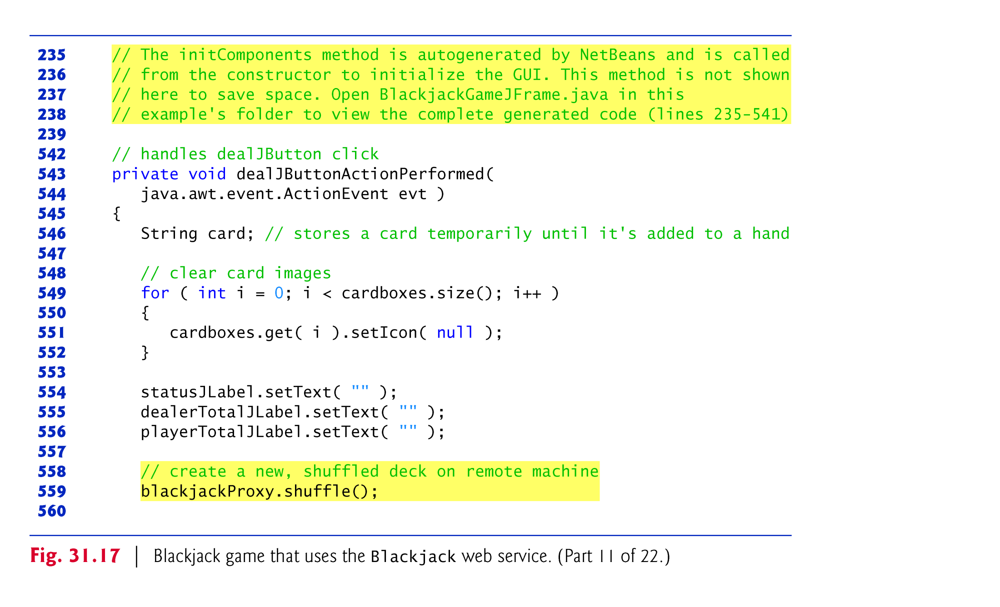 235 // The initComponents method is autogenerated by NetBeans and is called
236 // from the constructor to initialize the GUI. This method is not shown
237 // here to save space. Open BlackjackGameJFrame.java in this
238 // example's folder to view the complete generated code (lines 235–541)
239
542 // handles dealJButton click
543 private void dealJButtonActionPerformed(
544 java.awt.event.ActionEvent evt )
545 {
546 String card; // stores a card temporarily until it's added to a hand
547
548 // clear card images
549 for ( int i = 0; i < cardboxes.size(); i++ )
550 {
551 cardboxes.get( i ).setIcon( null );
552 }
553
554 statusJLabel.setText( "" );
555 dealerTotalJLabel.setText( "" );
556 playerTotalJLabel.setText( "" );
557
558 // create a new, shuffled deck on remote machine
559 blackjackProxy.shuffle();
560
Fig. 31.17 | Blackjack game that uses the Blackjack web service. (Part 11 of 22.)